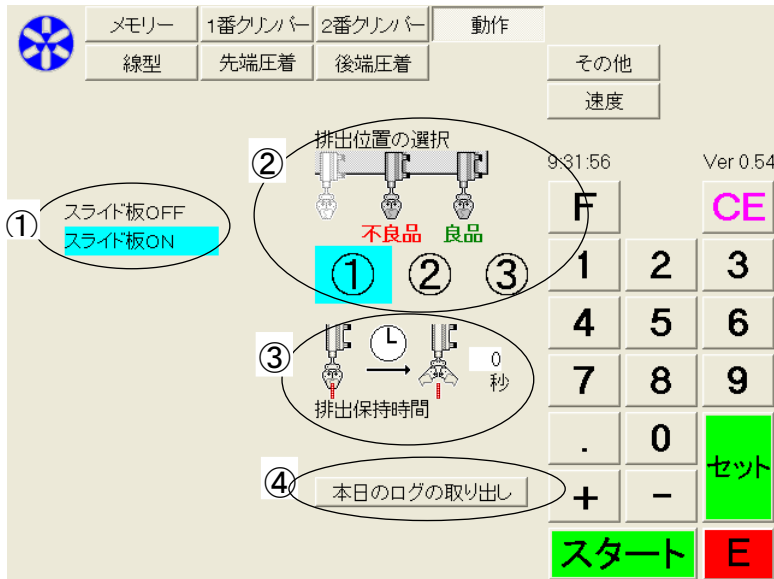 メモリー 1番クリンパー 2番クリンパー 動作
線型 先端圧着 後端圧着 その他
速度
② 排出位置の選択
9:31:56 Ver 0.54
① スライド板OFF
スライド板ON
不良品 良品
① ② ③
③ 0
秒
排出保持時間
④ 本日のログの取り出し
F CE
1 2 3
4 5 6
7 8 9
. 0 セット
+ −
スタート E